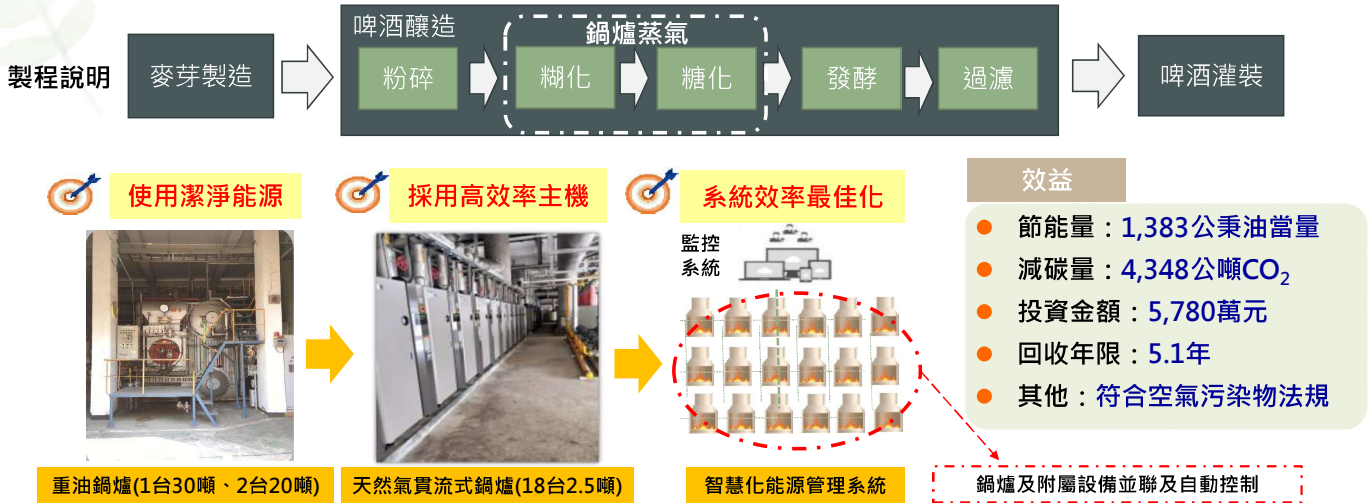 製程說明
麥芽製造
啤酒釀造
鍋爐蒸氣
粉碎
糊化
糖化
發酵
過濾
啤酒灌裝
使用潔淨能源
採用高效率主機
系統效率最佳化
監控
系統
重油鍋爐(1台30噸、2台20噸)
天然氣貫流式鍋爐(18台2.5噸)
智慧化能源管理系統
效益
節能量：1,383公秉油當量
減碳量：4,348公噸CO₂
投資金額：5,780萬元
回收年限：5.1年
其他：符合空氣污染物法規
鍋爐及附屬設備並聯及自動控制